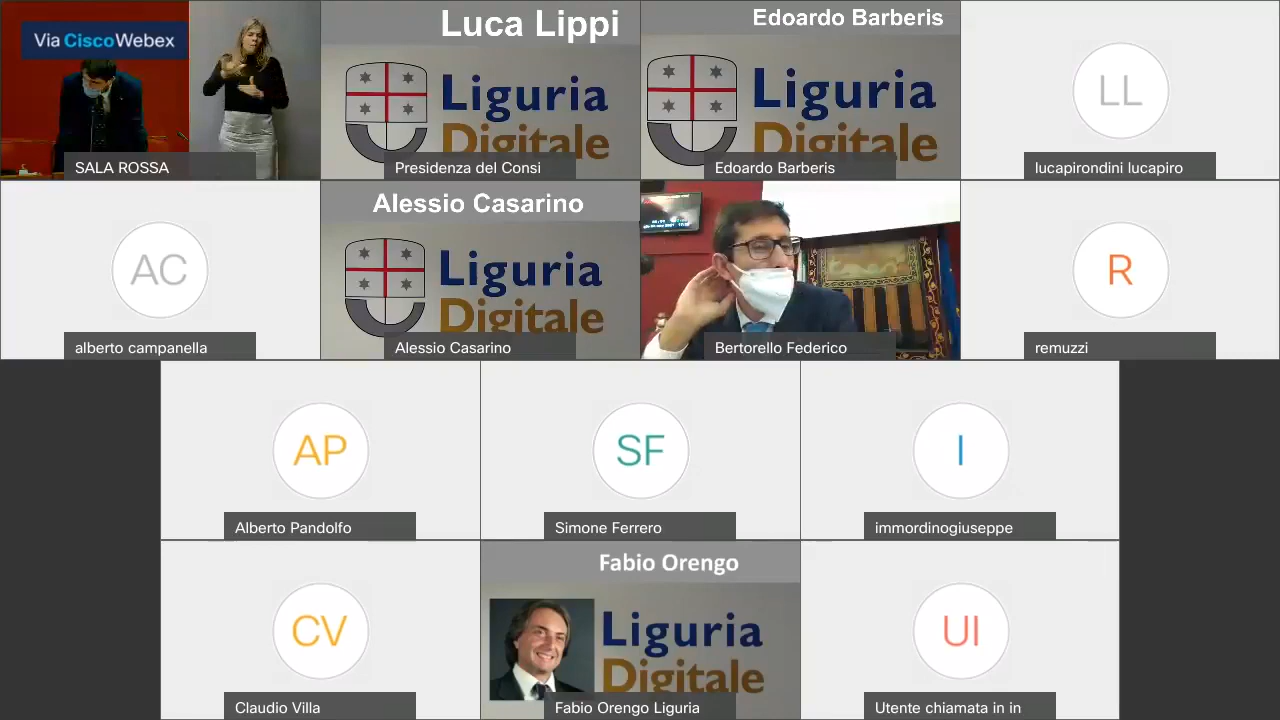 Via CiscoWebex
SALA ROSSA
Luca Lippi
Liguria
Digitale
Presidenza del Consi
Edoardo Barberis
Liguria
Digitale
Edoardo Barberis
LL
lucapirondini lucapiro
AC
alberto campanella
Alessio Casarino
Liguria
Digitale
Alessio Casarino
Bertorello Federico
R
remuzzi
AP
Alberto Pandolfo
SF
Simone Ferrero
I
immordinogiuseppe
CV
Claudio Villa
Fabio Orengo
Liguria
Digitale
Fabio Orengo Liguria
UI
Utente chiamata in in